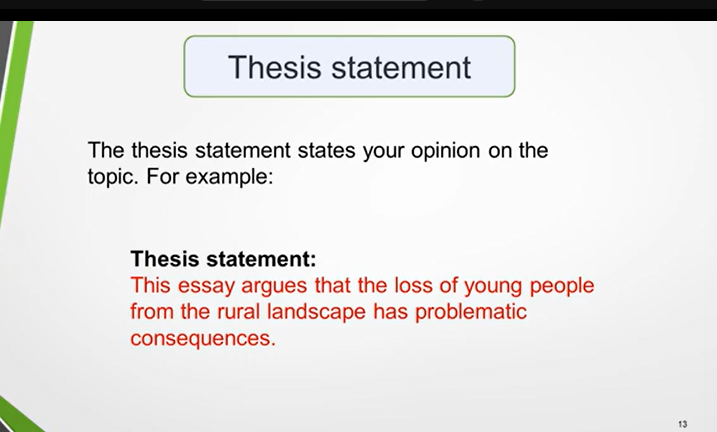 Thesis statement
The thesis statement states your opinion on the
topic. For example:
Thesis statement:
This essay argues that the loss of young people
from the rural landscape has problematic
consequences.
13